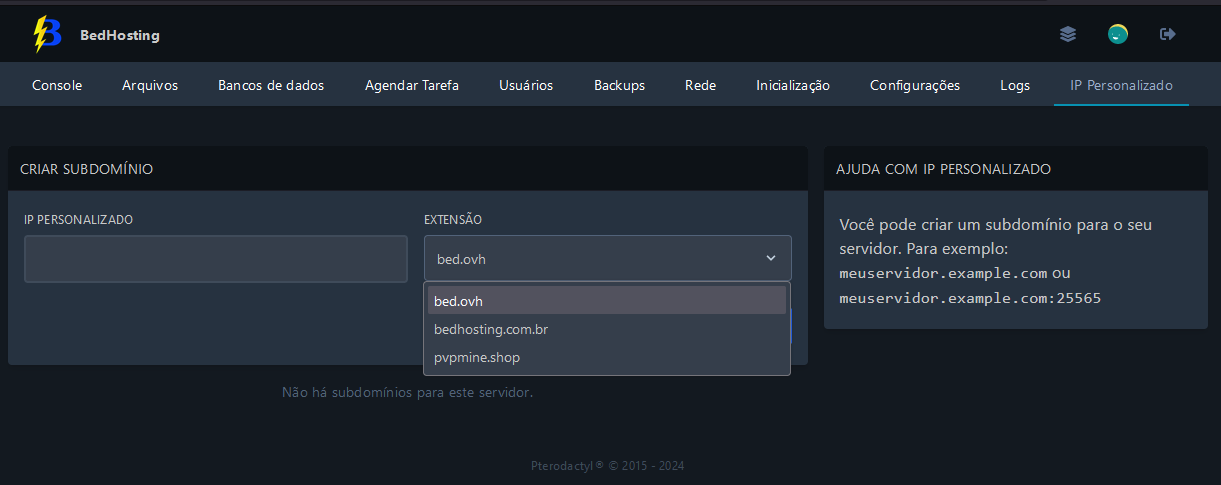 B
BedHosting
Console Arquivos Bancos de dados Agendar Tarefa Usuários Backups Rede Inicialização Configurações Logs IP Personalizado
CRIAR SUBDOMÍNIO
IP PERSONALIZADO
EXTENSÃO
bed.ovh
bed.ovh
bedhosting.com.br
pvpmine.shop
Não há subdomínios para este servidor.
AJUDA COM IP PERSONALIZADO
Você pode criar um subdomínio para o seu
servidor. Para exemplo:
meuservidor.example.com ou
meuservidor.example.com:25565
Pterodactyl® © 2015 - 2024